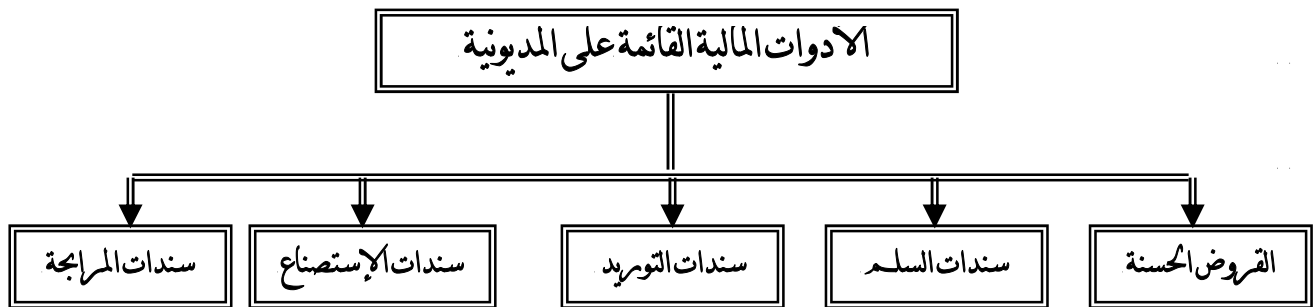 الادوات المالية القائمة على المديونية
القروض الحسنة
سندات السلم
سندات التوريد
سندات الإستصناع
سندات المرابحة